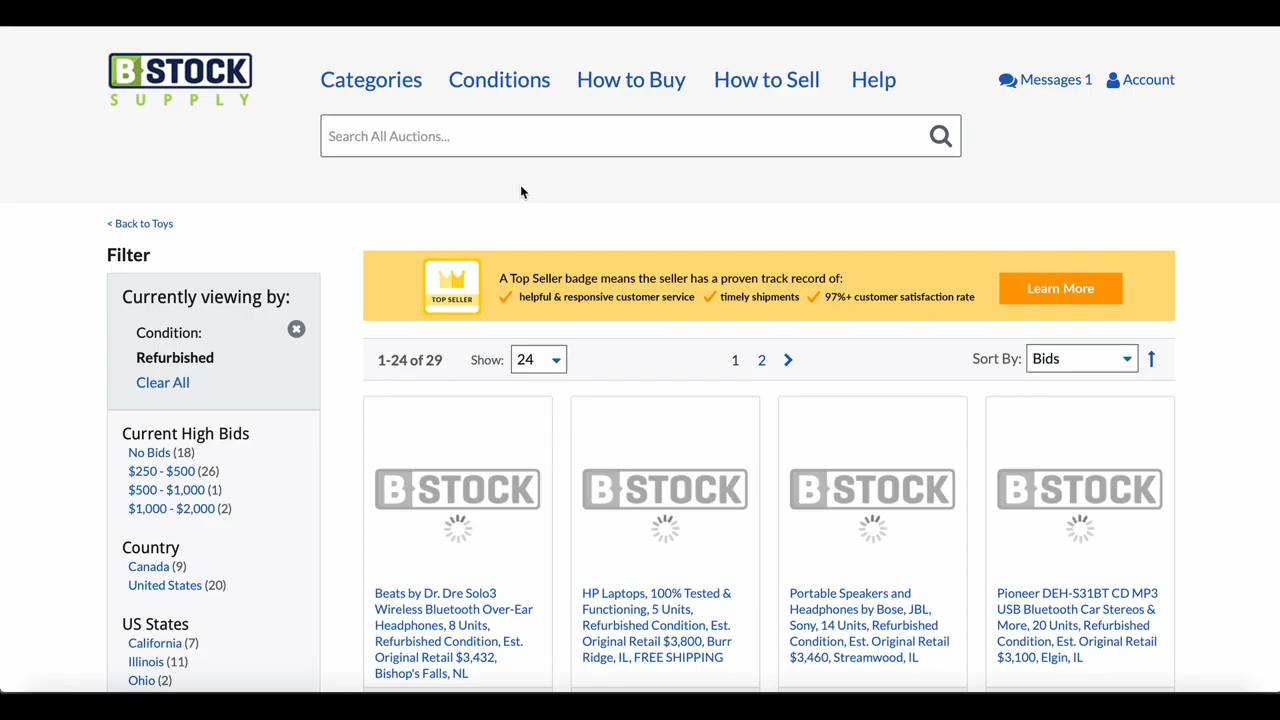 B STOCK
SUPPLY
Categories
Conditions
How to Buy
How to Sell
Help
Messages 1
Account
Search All Auctions...
< Back to Toys
Filter
Currently viewing by:
Condition:
Refurbished
Clear All
Current High Bids
No Bids (18)
$250 - $500 (26)
$500 - $1,000 (1)
$1,000 - $2,000 (2)
Country
Canada (9)
United States (20)
US States
California (7)
Illinois (11)
Ohio (2)
TOP SELLER
A Top Seller badge means the seller has a proven track record of:
helpful & responsive customer service
timely shipments
97%+ customer satisfaction rate
Learn More
1-24 of 29
Show:
24
1
2
Sort By:
Bids
B STOCK
Beats by Dr. Dre Solo3
Wireless Bluetooth Over-Ear
Headphones, 8 Units,
Refurbished Condition, Est.
Original Retail $3,432,
Bishop's Falls, NL
B STOCK
HP Laptops, 100% Tested &
Functioning, 5 Units,
Refurbished Condition, Est.
Original Retail $3,800, Burr
Ridge, IL, FREE SHIPPING
B STOCK
Portable Speakers and
Headphones by Bose, JBL,
Sony, 14 Units, Refurbished
Condition, Est. Original Retail
$3,460, Streamwood, IL
B STOCK
Pioneer DEH-S31BT CD MP3
USB Bluetooth Car Stereos &
More, 20 Units, Refurbished
Condition, Est. Original Retail
$3,100, Elgin, IL